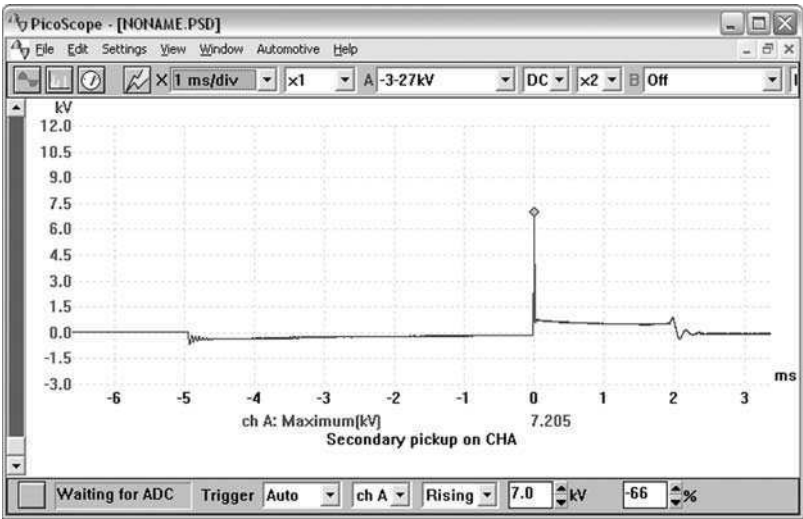 PicoScope - [NONAME.PSD]
File Edit Settings View Window Automotive Help
X 1 ms/div x1 A -3-27kV DC x2 B Off
kV
12.0
10.5
9.0
7.5
6.0
4.5
3.0
1.5
0.0
-1.5
-3.0
ms
-6 -5 -4 -3 -2 -1 0 1 2 3
ch A: Maximum(kV) 7.205
Secondary pickup on CHA
Waiting for ADC Trigger Auto ch A Rising 7.0 kV -66 %